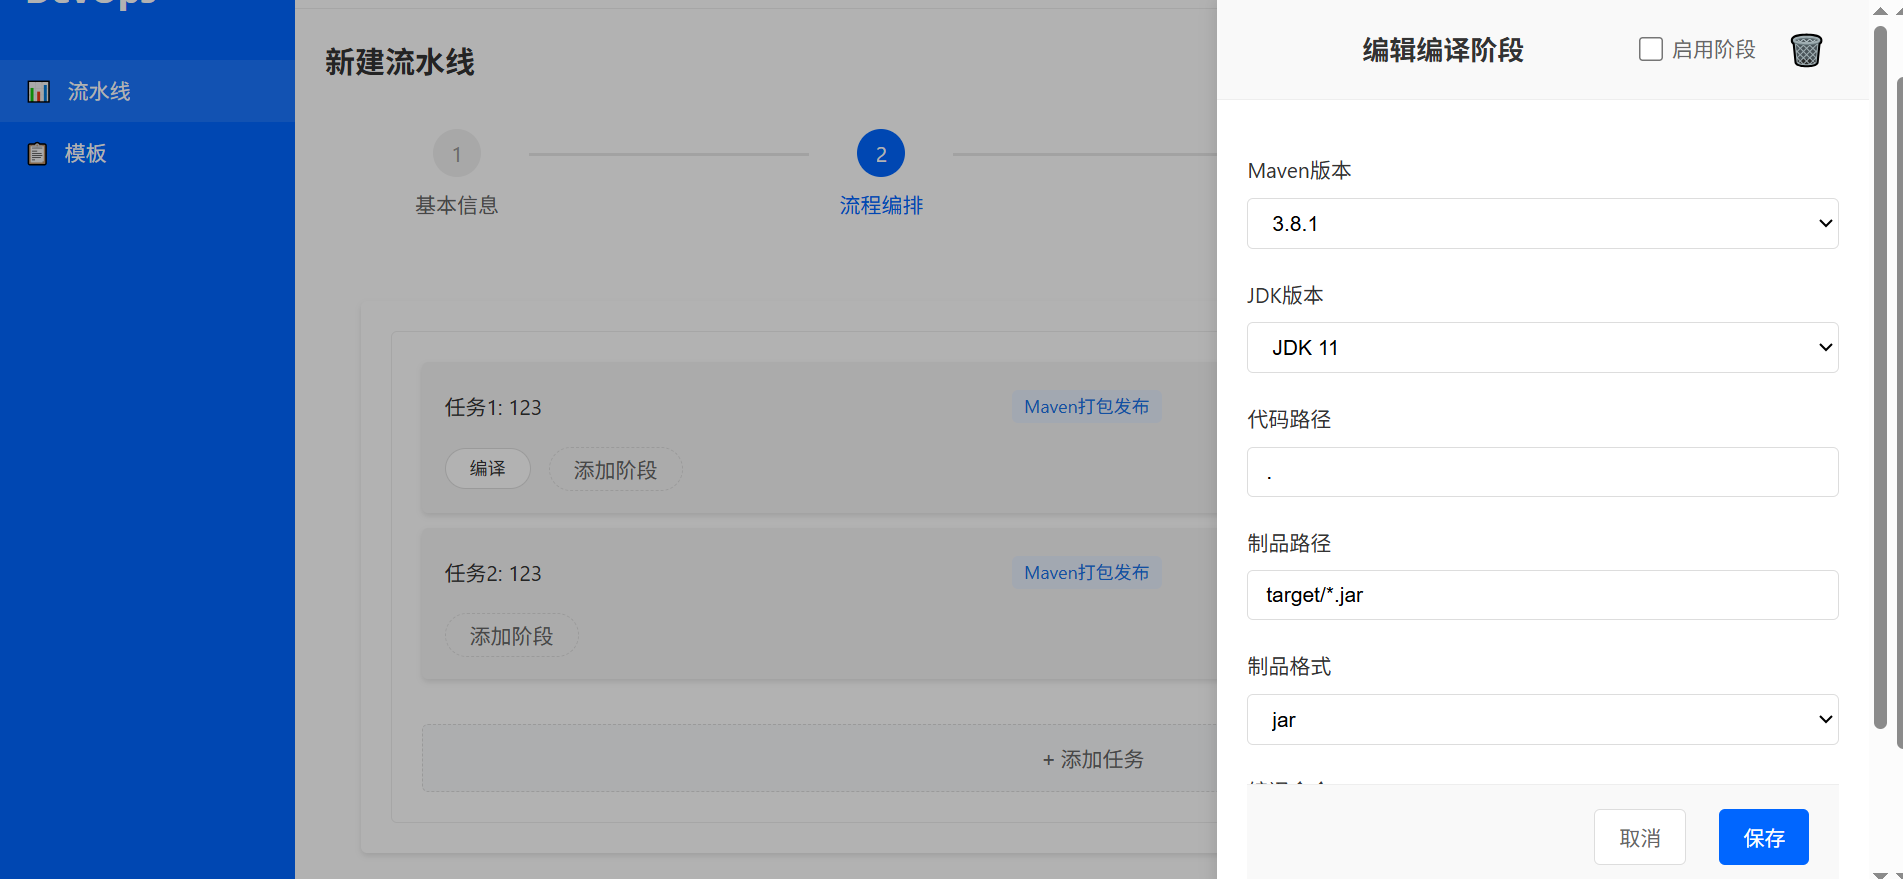 DevOps
流水线
模板
新建流水线
1
基本信息
2
流程编排
任务1: 123
Maven打包发布
编译
添加阶段
任务2: 123
Maven打包发布
添加阶段
+ 添加任务
编辑编译阶段
启用阶段
Maven版本
3.8.1
JDK版本
JDK 11
代码路径
.
制品路径
target/*.jar
制品格式
jar
取消
保存